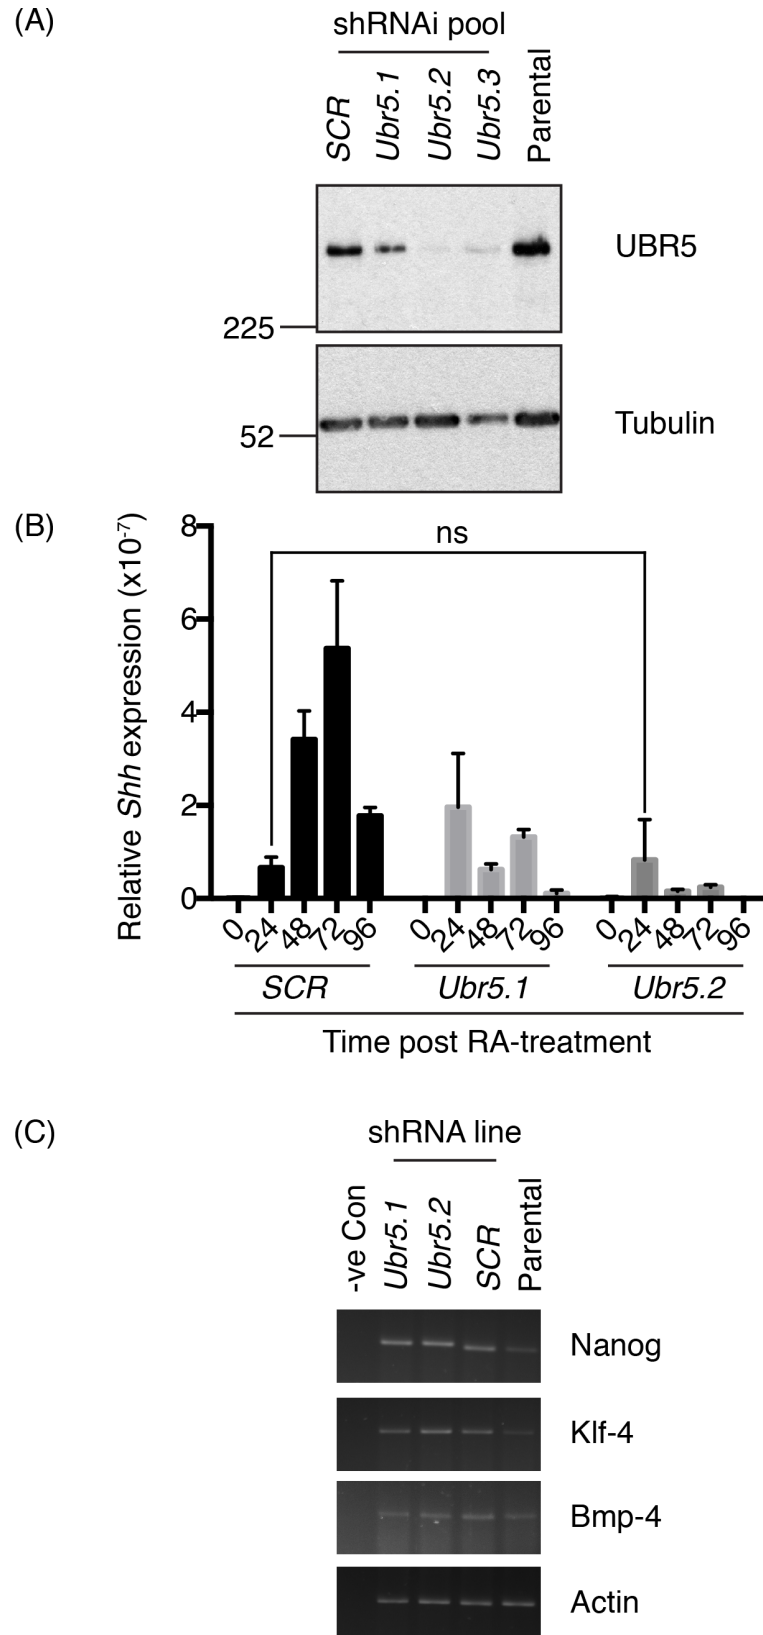 (A)
shRNAi pool
SCR Ubr5.1 Ubr5.2 Ubr5.3 Parental
UBR5
225
Tubulin
52
(B)
Relative Shh expression (x10⁻⁷)
8
6
4
2
0
ns
0 24 48 72 96 0 24 48 72 96 0 24 48 72 96
SCR Ubr5.1 Ubr5.2
Time post RA-treatment
(C)
shRNA line
-ve Con Ubr5.1 Ubr5.2 SCR Parental
Nanog
Klf-4
Bmp-4
Actin